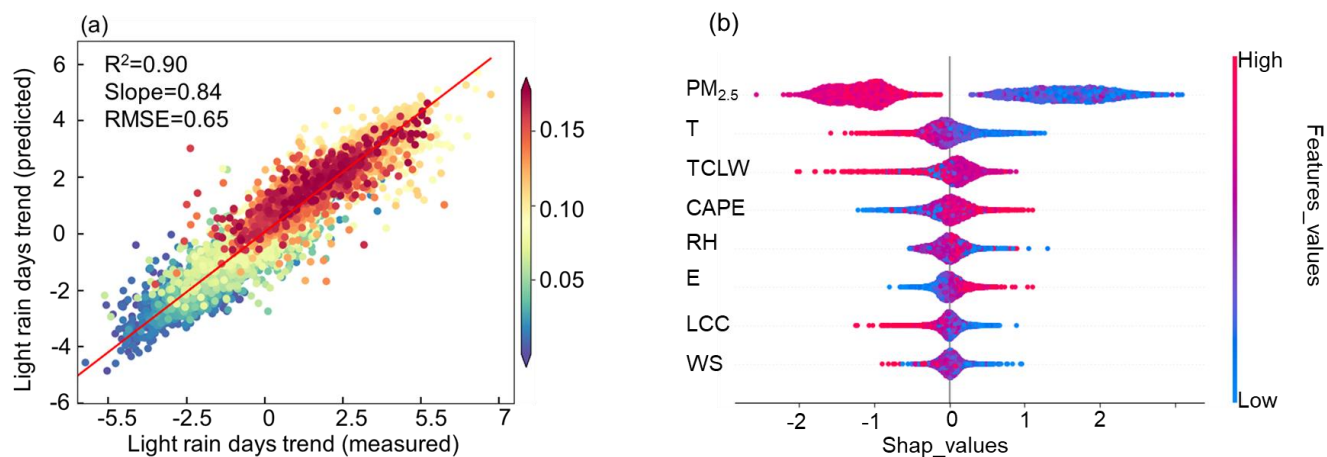 (a)
R²=0.90
Slope=0.84
RMSE=0.65
Light rain days trend (predicted)
6
4
2
0
-2
-4
-6
-5.5 -2.5 0 2.5 5.5 7
Light rain days trend (measured)
0.15
0.10
0.05
(b)
PM₂.₅
T
TCLW
CAPE
RH
E
LCC
WS
-2 -1 0 1 2
Shap_values
High
Features_values
Low